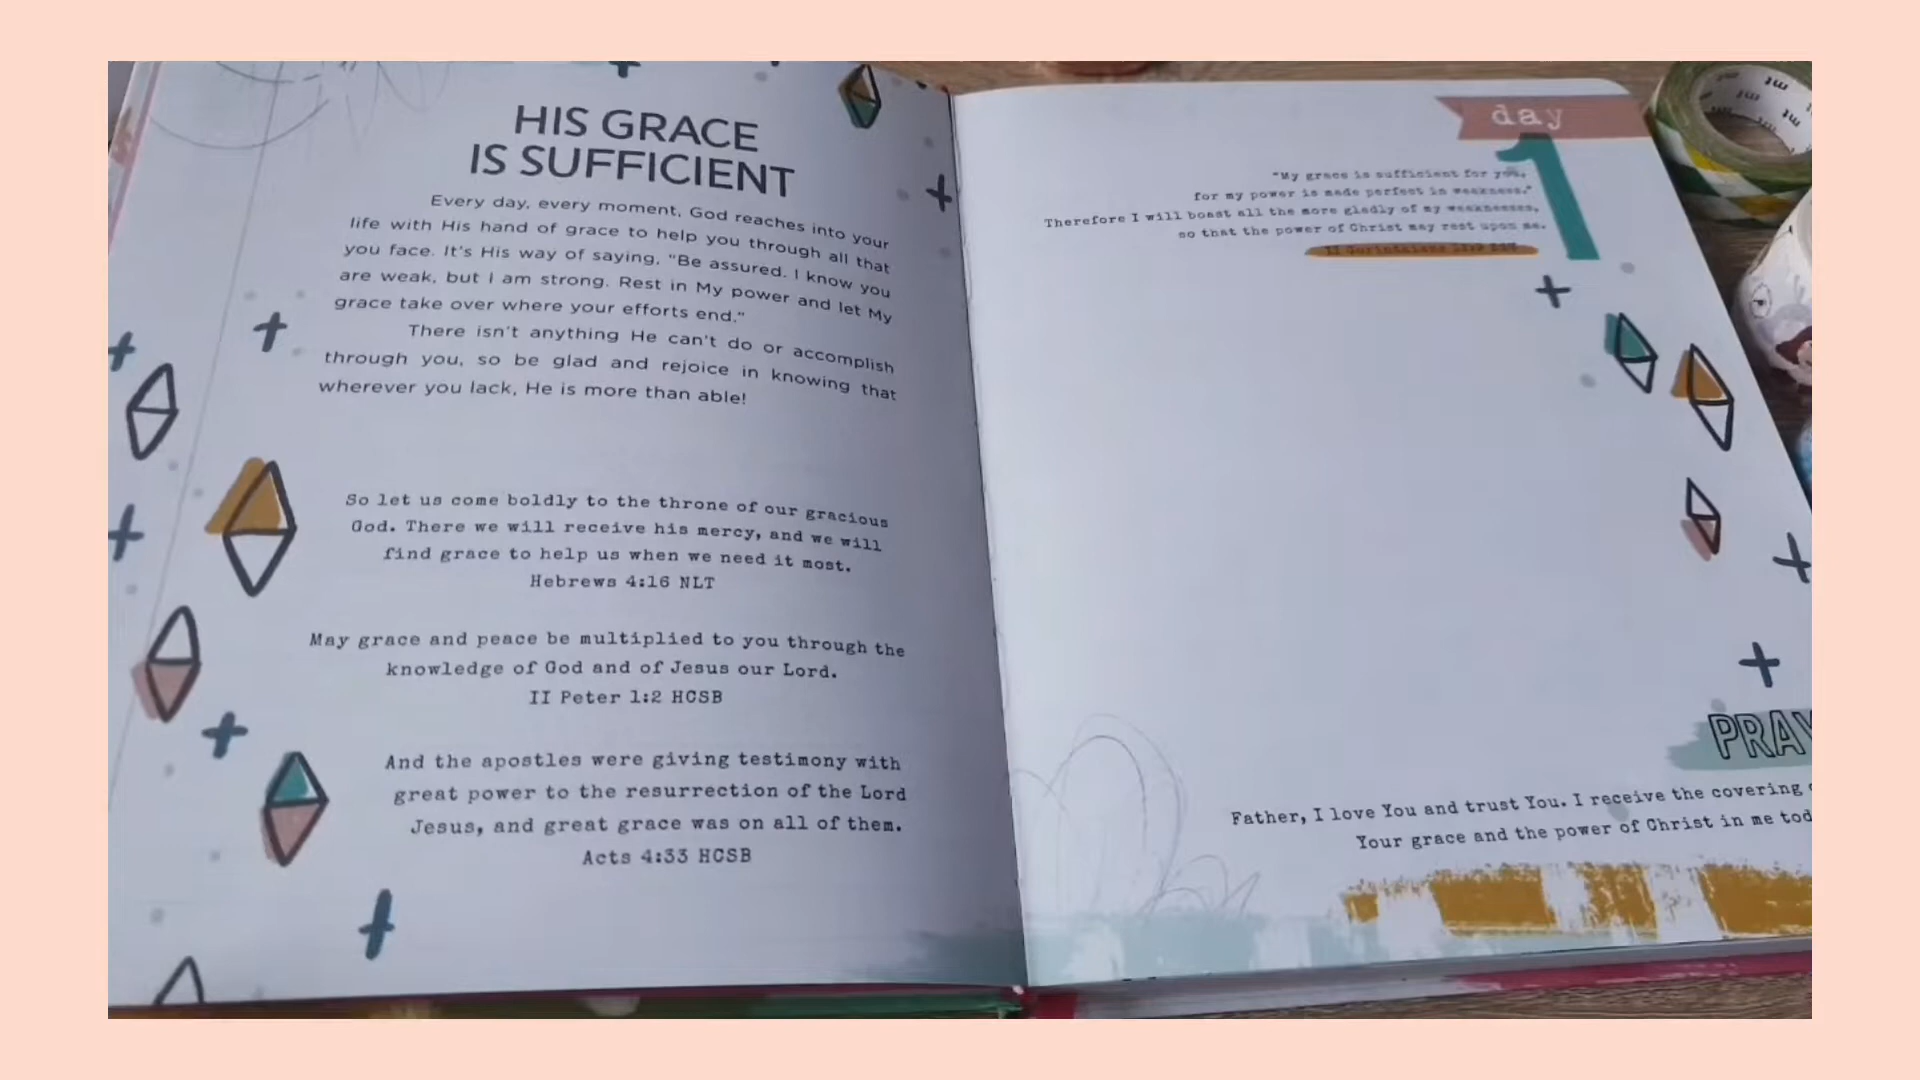 HIS GRACE
IS SUFFICIENT
Every day, every moment, God reaches into your
life with His hand of grace to help you through all that
you face. It's His way of saying, "Be assured. I know you
are weak, but I am strong. Rest in My power and let My
grace take over where your efforts end."
There isn't anything He can't do or accomplish
through you, so be glad and rejoice in knowing that
wherever you lack, He is more than able!
So let us come boldly to the throne of our gracious
God. There we will receive his mercy, and we will
find grace to help us when we need it most.
Hebrews 4:16 NLT
May grace and peace be multiplied to you through the
knowledge of God and of Jesus our Lord.
II Peter 1:2 HCSB
And the apostles were giving testimony with
great power to the resurrection of the Lord
Jesus, and great grace was on all of them.
Acts 4:33 HCSB
day
1
"My grace is sufficient for you,
for my power is made perfect in weakness."
Therefore I will boast all the more gladly of my weaknesses,
so that the power of Christ may rest upon me.
II Corinthians
PRAY
Father, I love You and trust You. I receive the covering
Your grace and the power of Christ in me tod
mt
mt
mt